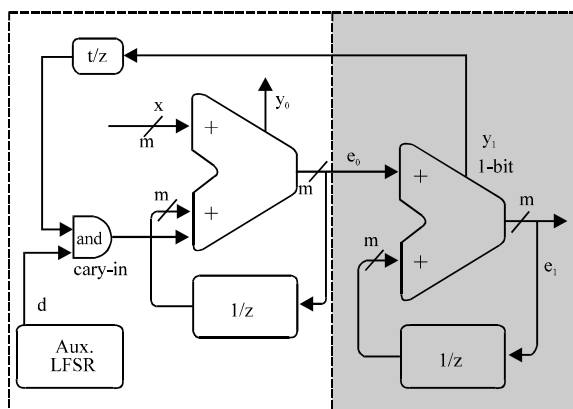 t/z
x
m
+
y0
m
+
m
e0
and
cary-in
d
Aux.
LFSR
1/z
y1
1-bit
+
m
m
+
e1
1/z